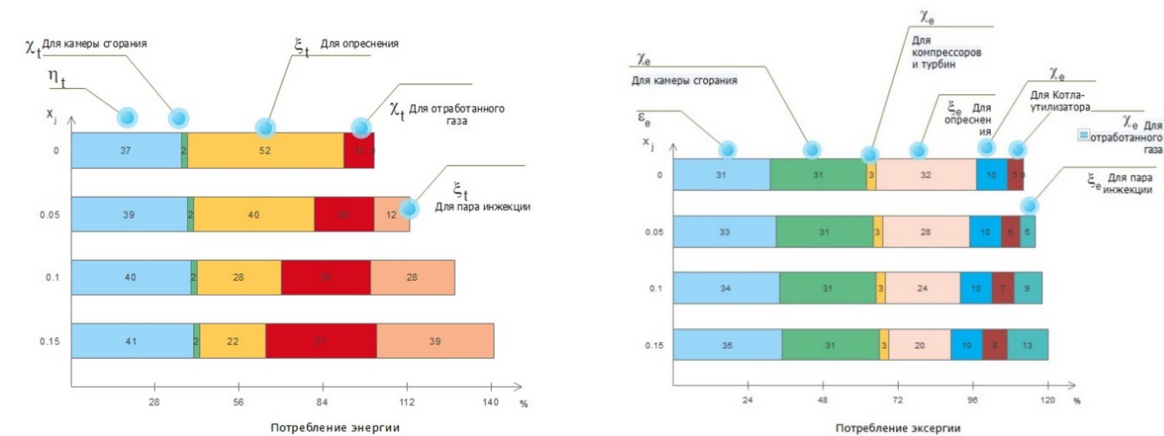 χt Для камеры сгорания
ξt Для опреснения
ηt
χt Для отработанного
газа
xj
0
37
2
52
10
ξt
Для пара инжекции
0.05
39
2
40
12
0.1
40
2
28
30
28
0.15
41
2
22
37
39
28
56
84
112
140
%
Потребление энергии
χe
Для
компрессоров
и турбин
χe
Для камеры сгорания
χe
Для Котла-
утилизатора
εe
ξe Для
опреснен
ия
χe Для
отработанного
газа
xj
0
31
31
3
32
10
5
ξe Для пара
инжекции
0.05
33
31
3
28
10
5
0.1
34
31
3
24
10
7
9
0.15
35
31
3
20
10
8
13
24
48
72
96
120
%
Потребление эксергии